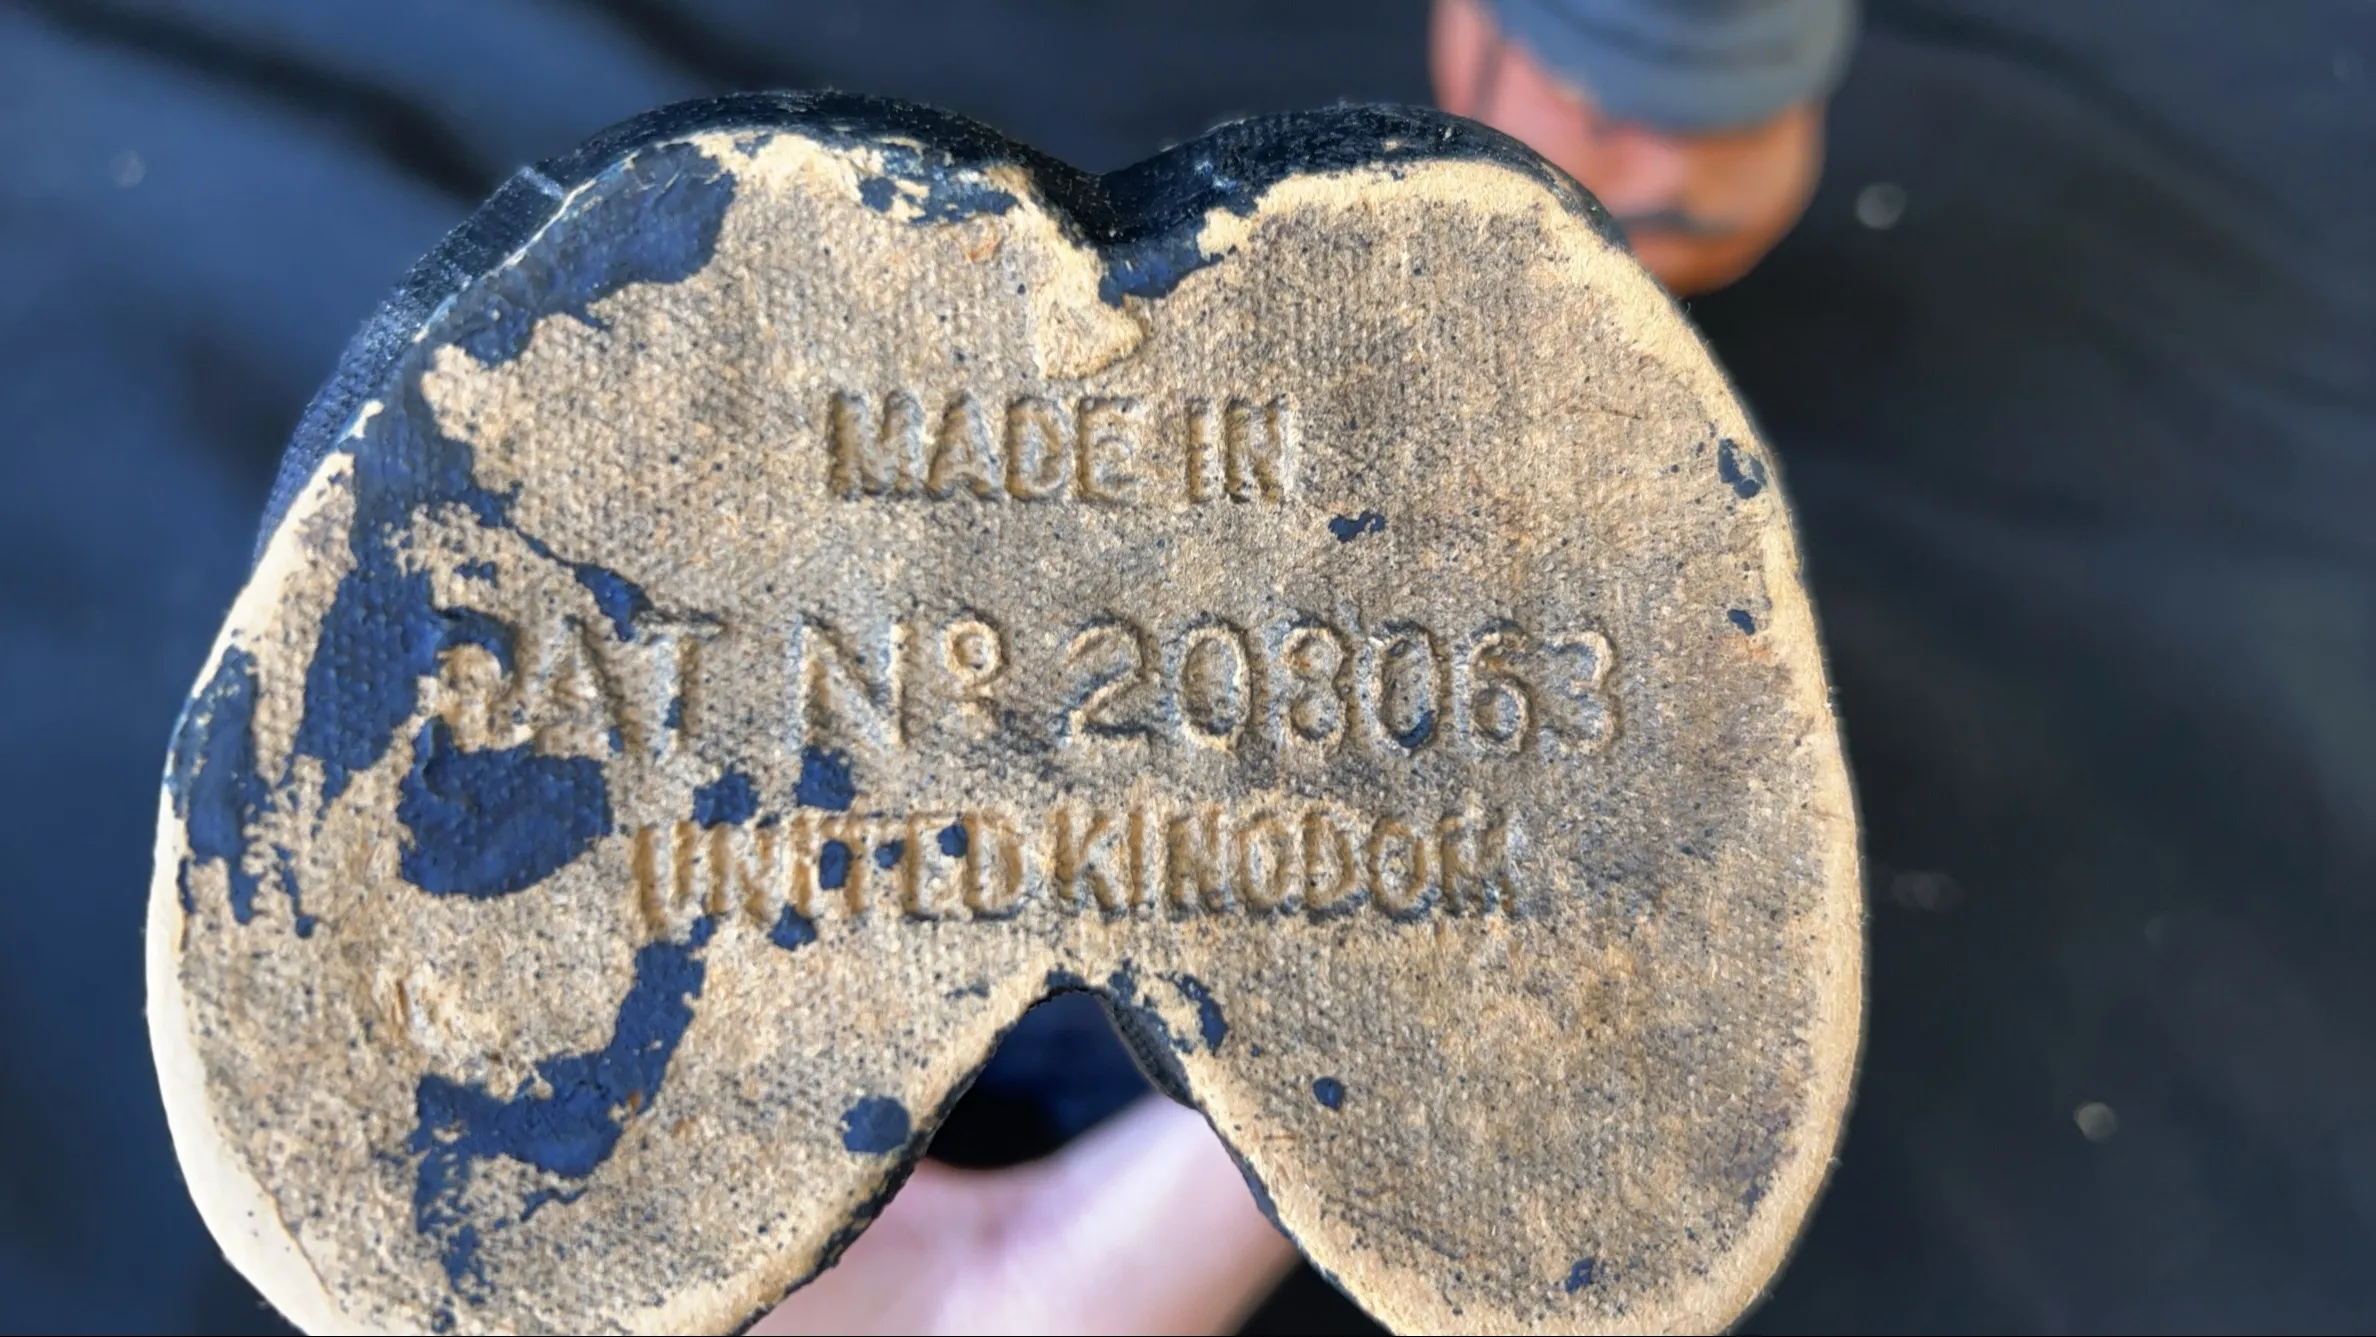 MADE IN
PAT Nº 208063
UNITED KINGDOM